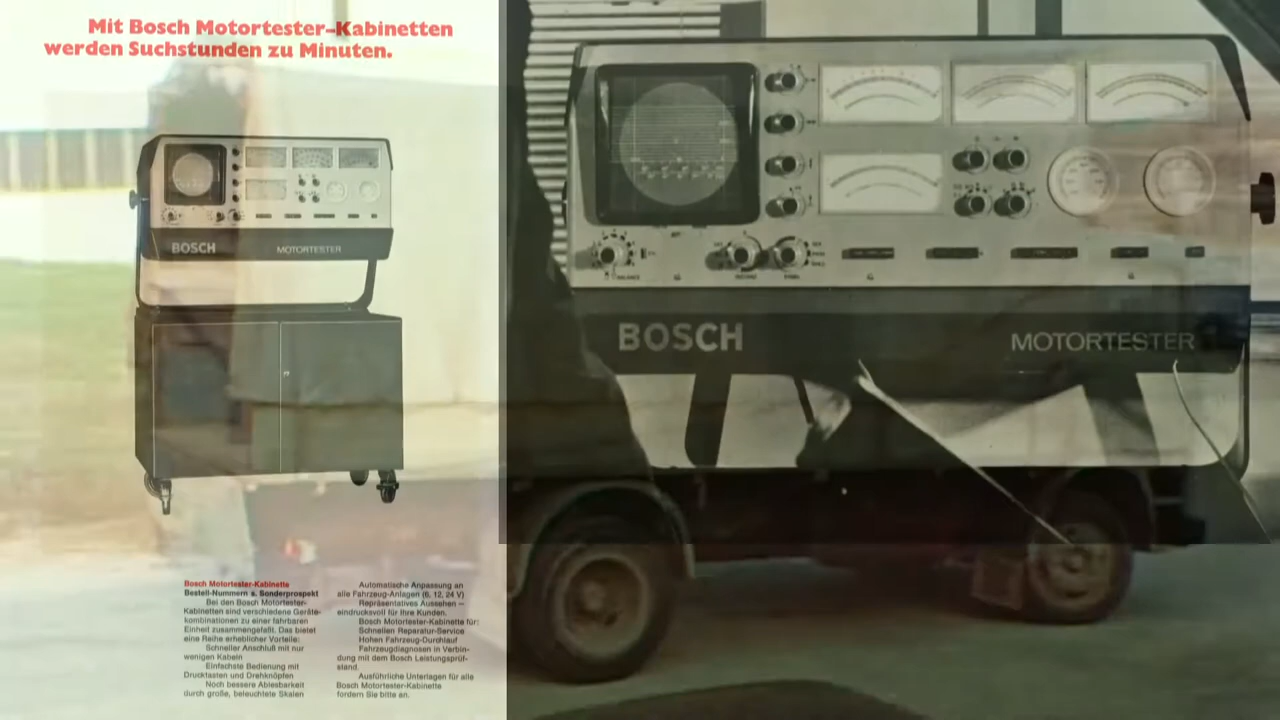 Mit Bosch Motortester-Kabinetten
werden Suchstunden zu Minuten.
BOSCH
MOTORTESTER
BOSCH
MOTORTESTER
Bosch Motortester-Kabinette
Bestell-Nummern s. Sonderprospekt
Bei den Bosch Motortester-
Kabinetten sind verschiedene Geräte-
kombinationen zu einer fahrbaren
Einheit zusammengefaßt. Das bietet
eine Reihe erheblicher Vorteile:
Schneller Anschluß mit nur
wenigen Kabeln
Einfachste Bedienung mit
Drucktasten und Drehknöpfen
Noch bessere Ablesbarkeit
durch große, beleuchtete Skalen
Automatische Anpassung an
alle Fahrzeug-Anlagen (6, 12, 24 V)
Repräsentatives Aussehen –
eindrucksvoll für Ihre Kunden.
Bosch Motortester-Kabinette für:
Schnellen Reparatur-Service
Hohen Fahrzeug-Durchlauf
Fahrzeugdiagnosen in Verbin-
dung mit dem Bosch Leistungsprüf-
stand.
Ausführliche Unterlagen für alle
Bosch Motortester-Kabinette
fordern Sie bitte an.